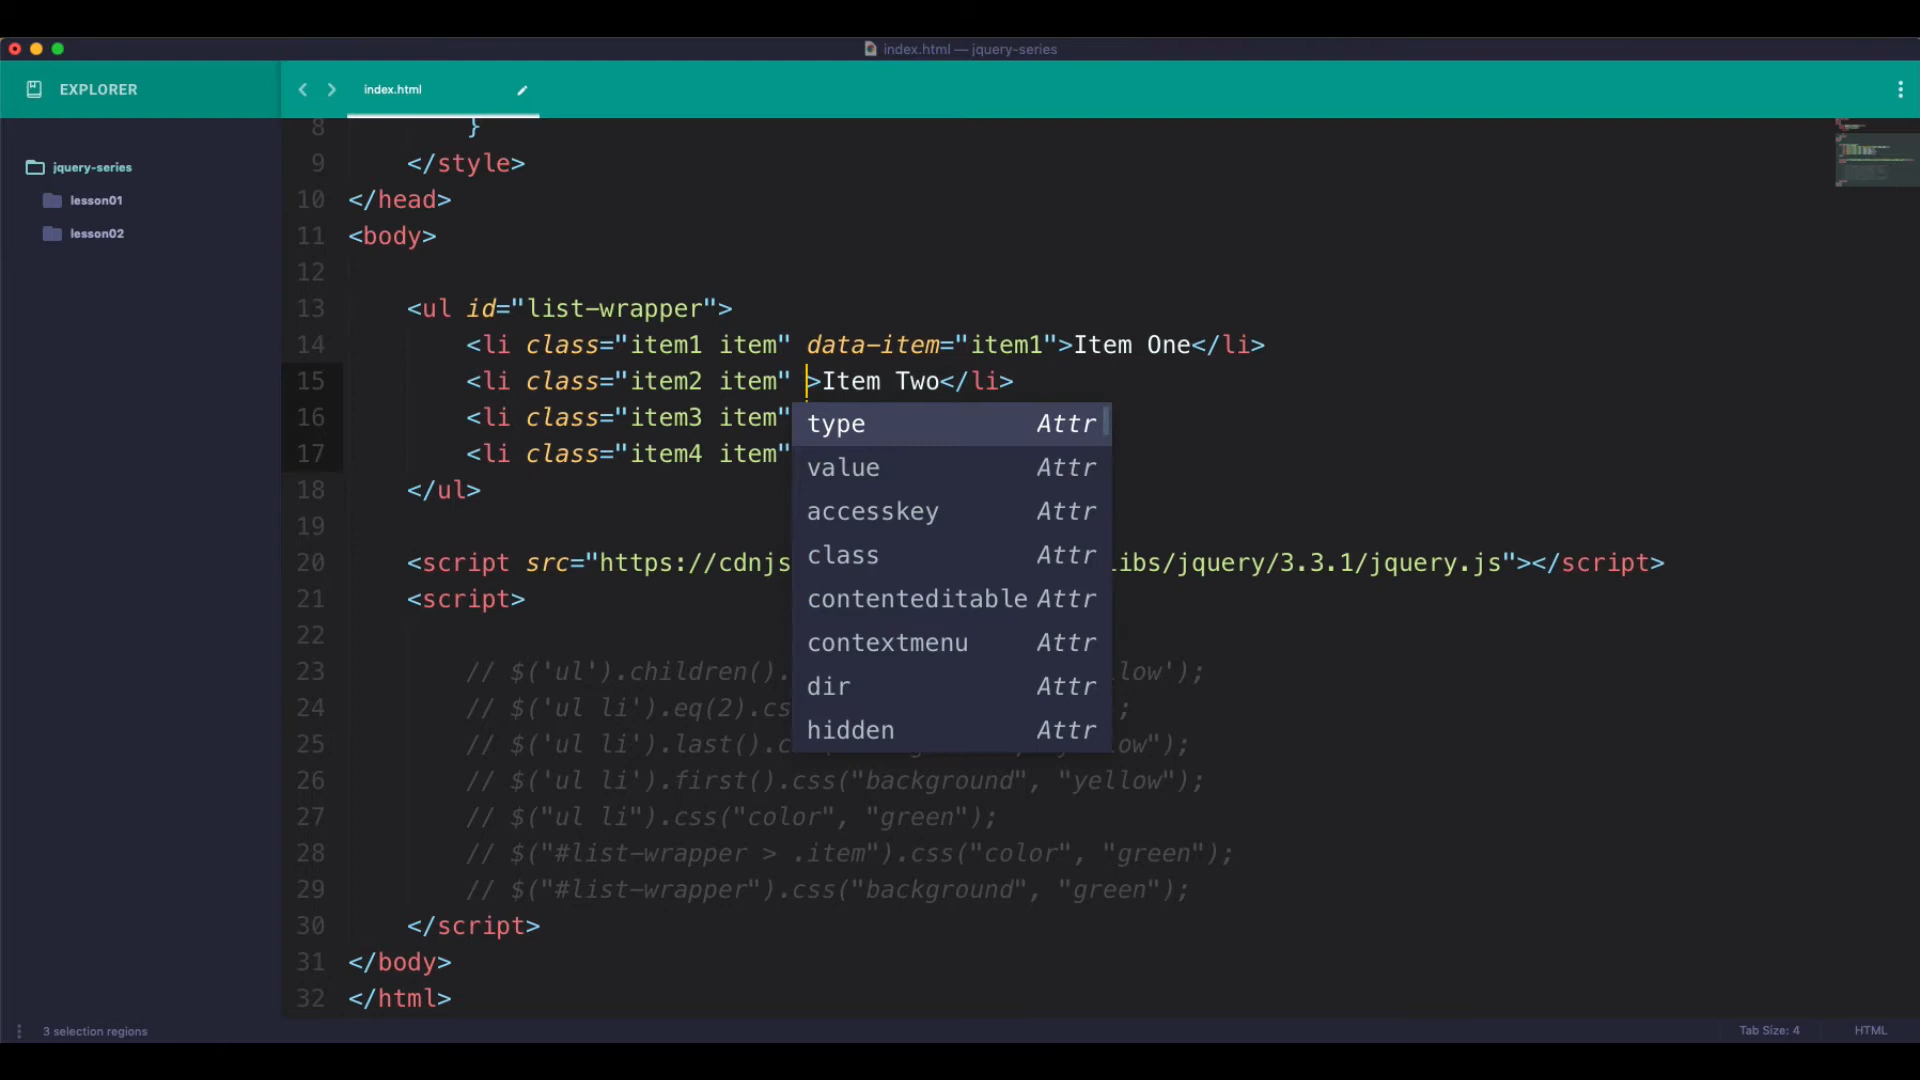 index.html — jquery-series
EXPLORER
index.html
jquery-series
lesson01
lesson02
8 }
9 </style>
10 </head>
11 <body>
12
13 <ul id="list-wrapper">
14 <li class="item1 item" data-item="item1">Item One</li>
15 <li class="item2 item" >Item Two</li>
16 <li class="item3 item"
17 <li class="item4 item"
type Attr
value Attr
accesskey Attr
class Attr
contenteditable Attr
contextmenu Attr
dir Attr
hidden Attr
18 </ul>
19
20 <script src="https://cdnjs ibs/jquery/3.3.1/jquery.js"></script>
21 <script>
22
23 // $('ul').children(). low');
24 // $('ul li').eq(2).cs ;
25 // $('ul li').last().c ow");
26 // $('ul li').first().css("background", "yellow");
27 // $("ul li").css("color", "green");
28 // $("#list-wrapper > .item").css("color", "green");
29 // $("#list-wrapper").css("background", "green");
30 </script>
31 </body>
32 </html>
3 selection regions
Tab Size: 4
HTML